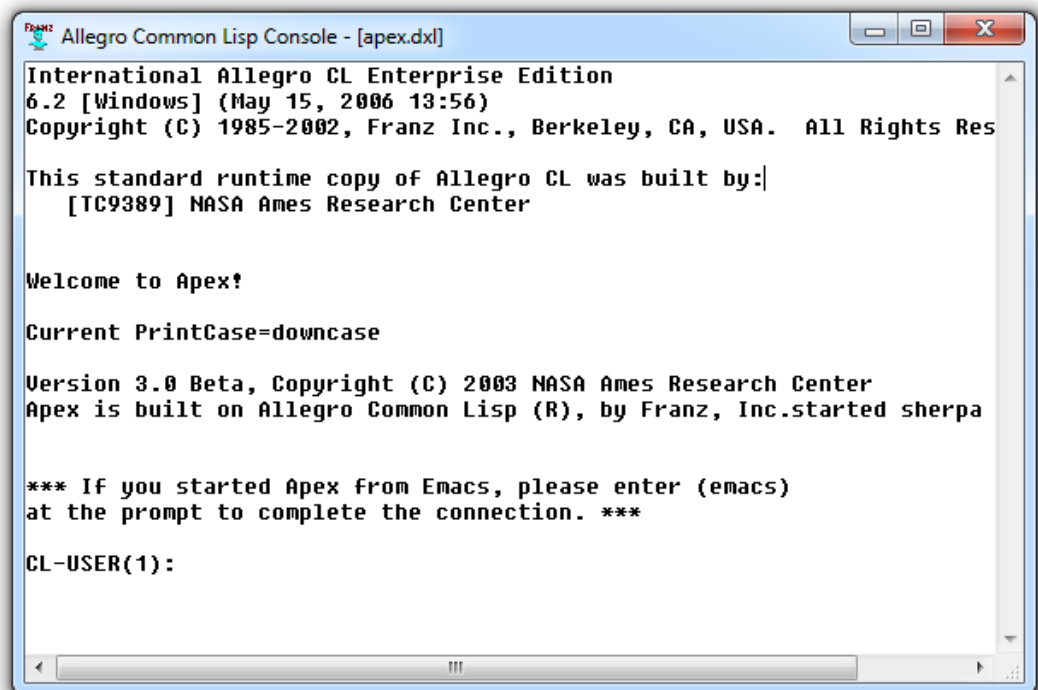 FRANZ
Allegro Common Lisp Console - [apex.dxl]
International Allegro CL Enterprise Edition
6.2 [Windows] (May 15, 2006 13:56)
Copyright (C) 1985-2002, Franz Inc., Berkeley, CA, USA.  All Rights Res
This standard runtime copy of Allegro CL was built by:
   [TC9389] NASA Ames Research Center
Welcome to Apex!
Current PrintCase=downcase
Version 3.0 Beta, Copyright (C) 2003 NASA Ames Research Center
Apex is built on Allegro Common Lisp (R), by Franz, Inc.started sherpa
*** If you started Apex from Emacs, please enter (emacs)
at the prompt to complete the connection. ***
CL-USER(1):